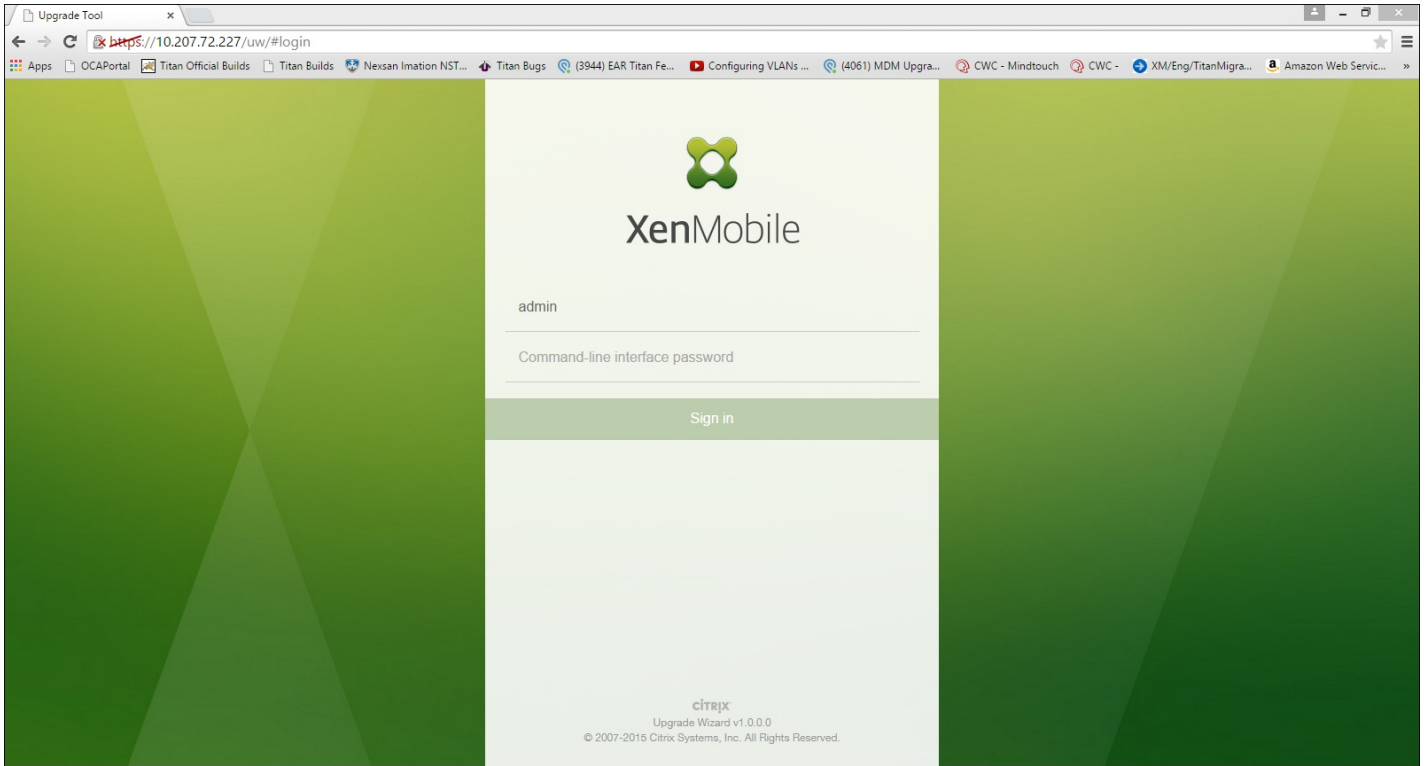 Upgrade Tool
https://10.207.72.227/uw/#login
Apps OCAPortal Titan Official Builds Titan Builds Nexsan Imation NST... Titan Bugs (3944) EAR Titan Fe... Configuring VLANs ... (4061) MDM Upgra... CWC - Mindtouch CWC - XM/Eng/TitanMigra... Amazon Web Servic... »
XenMobile
admin
Command-line interface password
Sign in
CİTRIX
Upgrade Wizard v1.0.0.0
© 2007-2015 Citrix Systems, Inc. All Rights Reserved.